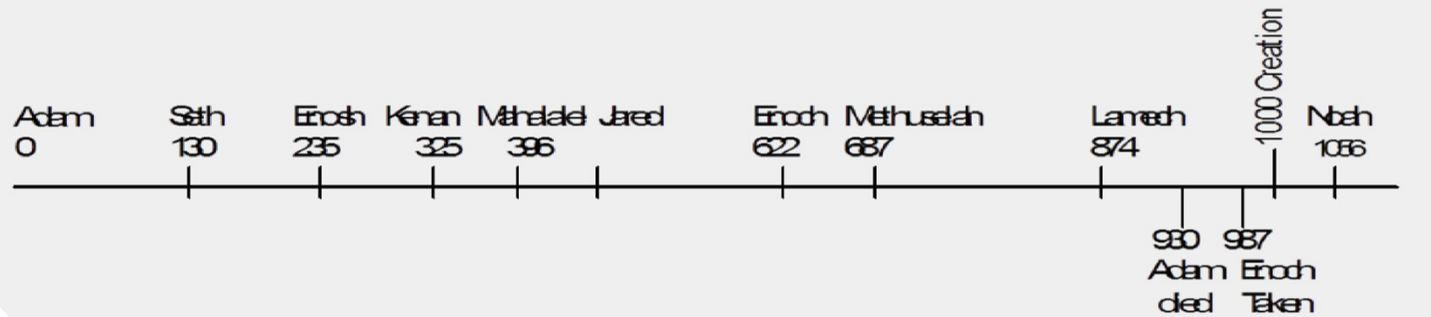 1000 Creation
Adam Seth Enosh Kenan Mahalalel Jared Enoch Methuselah Lamech Noah
0 130 235 325 396 622 687 874 1056
930 987
Adam Enoch
died Taken